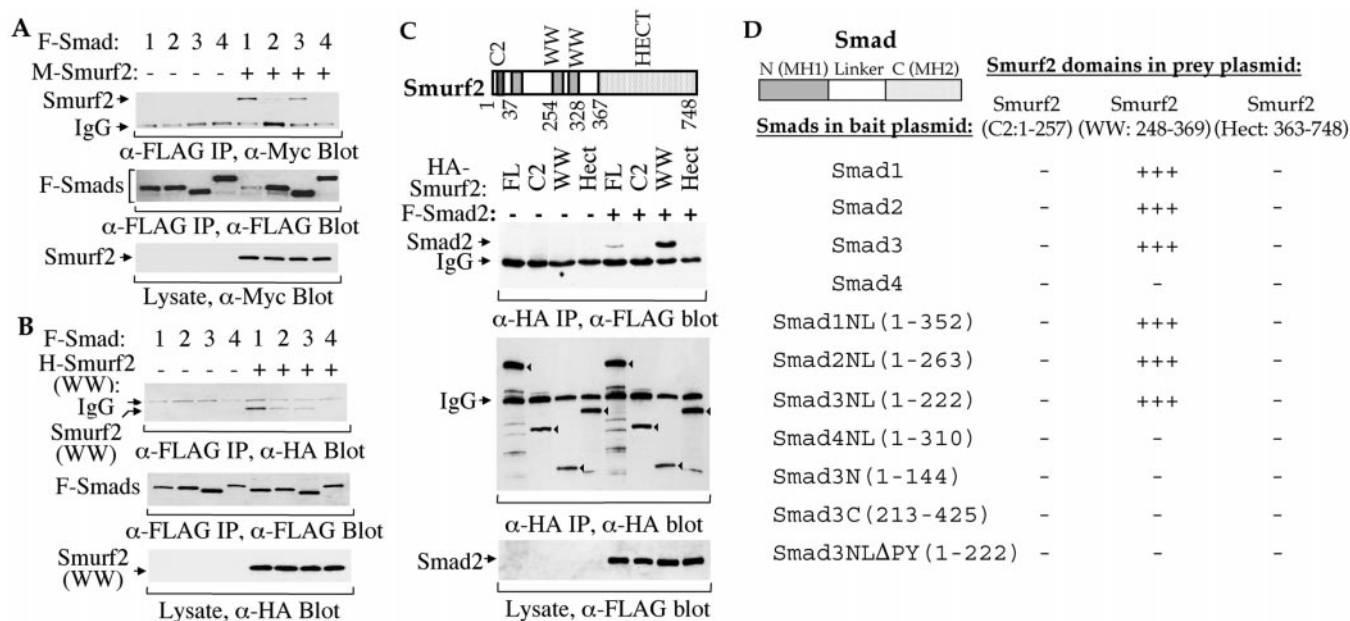 A
F-Smad: 1 2 3 4 1 2 3 4
M-Smurf2: - - - - + + + +
Smurf2
IgG
α-FLAG IP, α-Myc Blot
F-Smads
α-FLAG IP, α-FLAG Blot
Smurf2
Lysate, α-Myc Blot
B
F-Smad: 1 2 3 4 1 2 3 4
H-Smurf2 (WW): - - - - + + + +
IgG
Smurf2 (WW)
α-FLAG IP, α-HA Blot
F-Smads
α-FLAG IP, α-FLAG Blot
Smurf2 (WW)
Lysate, α-HA Blot
C
C2 WW WW HECT
Smurf2
1 37 254 328 367 748
HA-Smurf2: FL C2 WW Hect FL C2 WW Hect
F-Smad2: - - - - + + + +
Smad2
IgG
α-HA IP, α-FLAG blot
IgG
α-HA IP, α-HA blot
Smad2
Lysate, α-FLAG blot
D
Smad
N (MH1) Linker C (MH2)
Smurf2 domains in prey plasmid:
Smads in bait plasmid:
Smurf2 Smurf2 Smurf2
(C2:1-257) (WW: 248-369) (Hect: 363-748)
Smad1 - +++ -
Smad2 - +++ -
Smad3 - +++ -
Smad4 - - -
Smad1NL(1-352) - +++ -
Smad2NL(1-263) - +++ -
Smad3NL(1-222) - +++ -
Smad4NL(1-310) - - -
Smad3N(1-144) - - -
Smad3C(213-425) - - -
Smad3NLΔPY(1-222) - - -